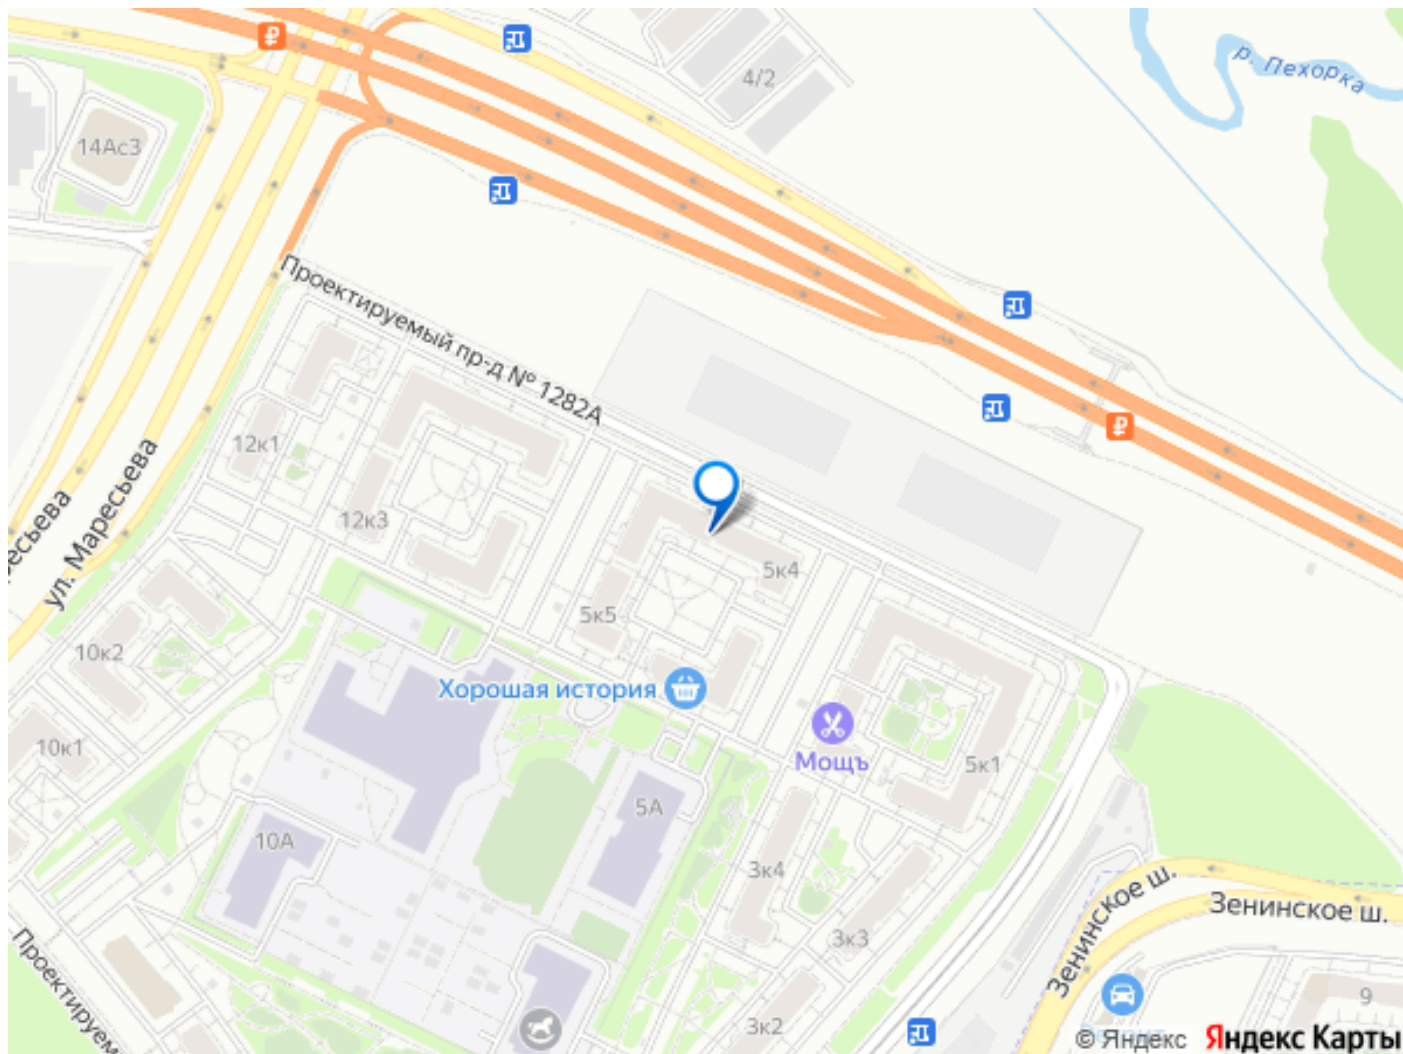 4/2
р. Пехорка
14Ас3
Проектируемый пр-д № 1282А
12к1
12к3
ул. Маресьева
есьева
5к4
5к5
10к2
Хорошая история
10к1
Мощъ
5к1
5А
10А
3к4
3к3
Зенинское ш.
Зенинское ш.
Проектируем
9
3к2
© Яндекс Яндекс Карты